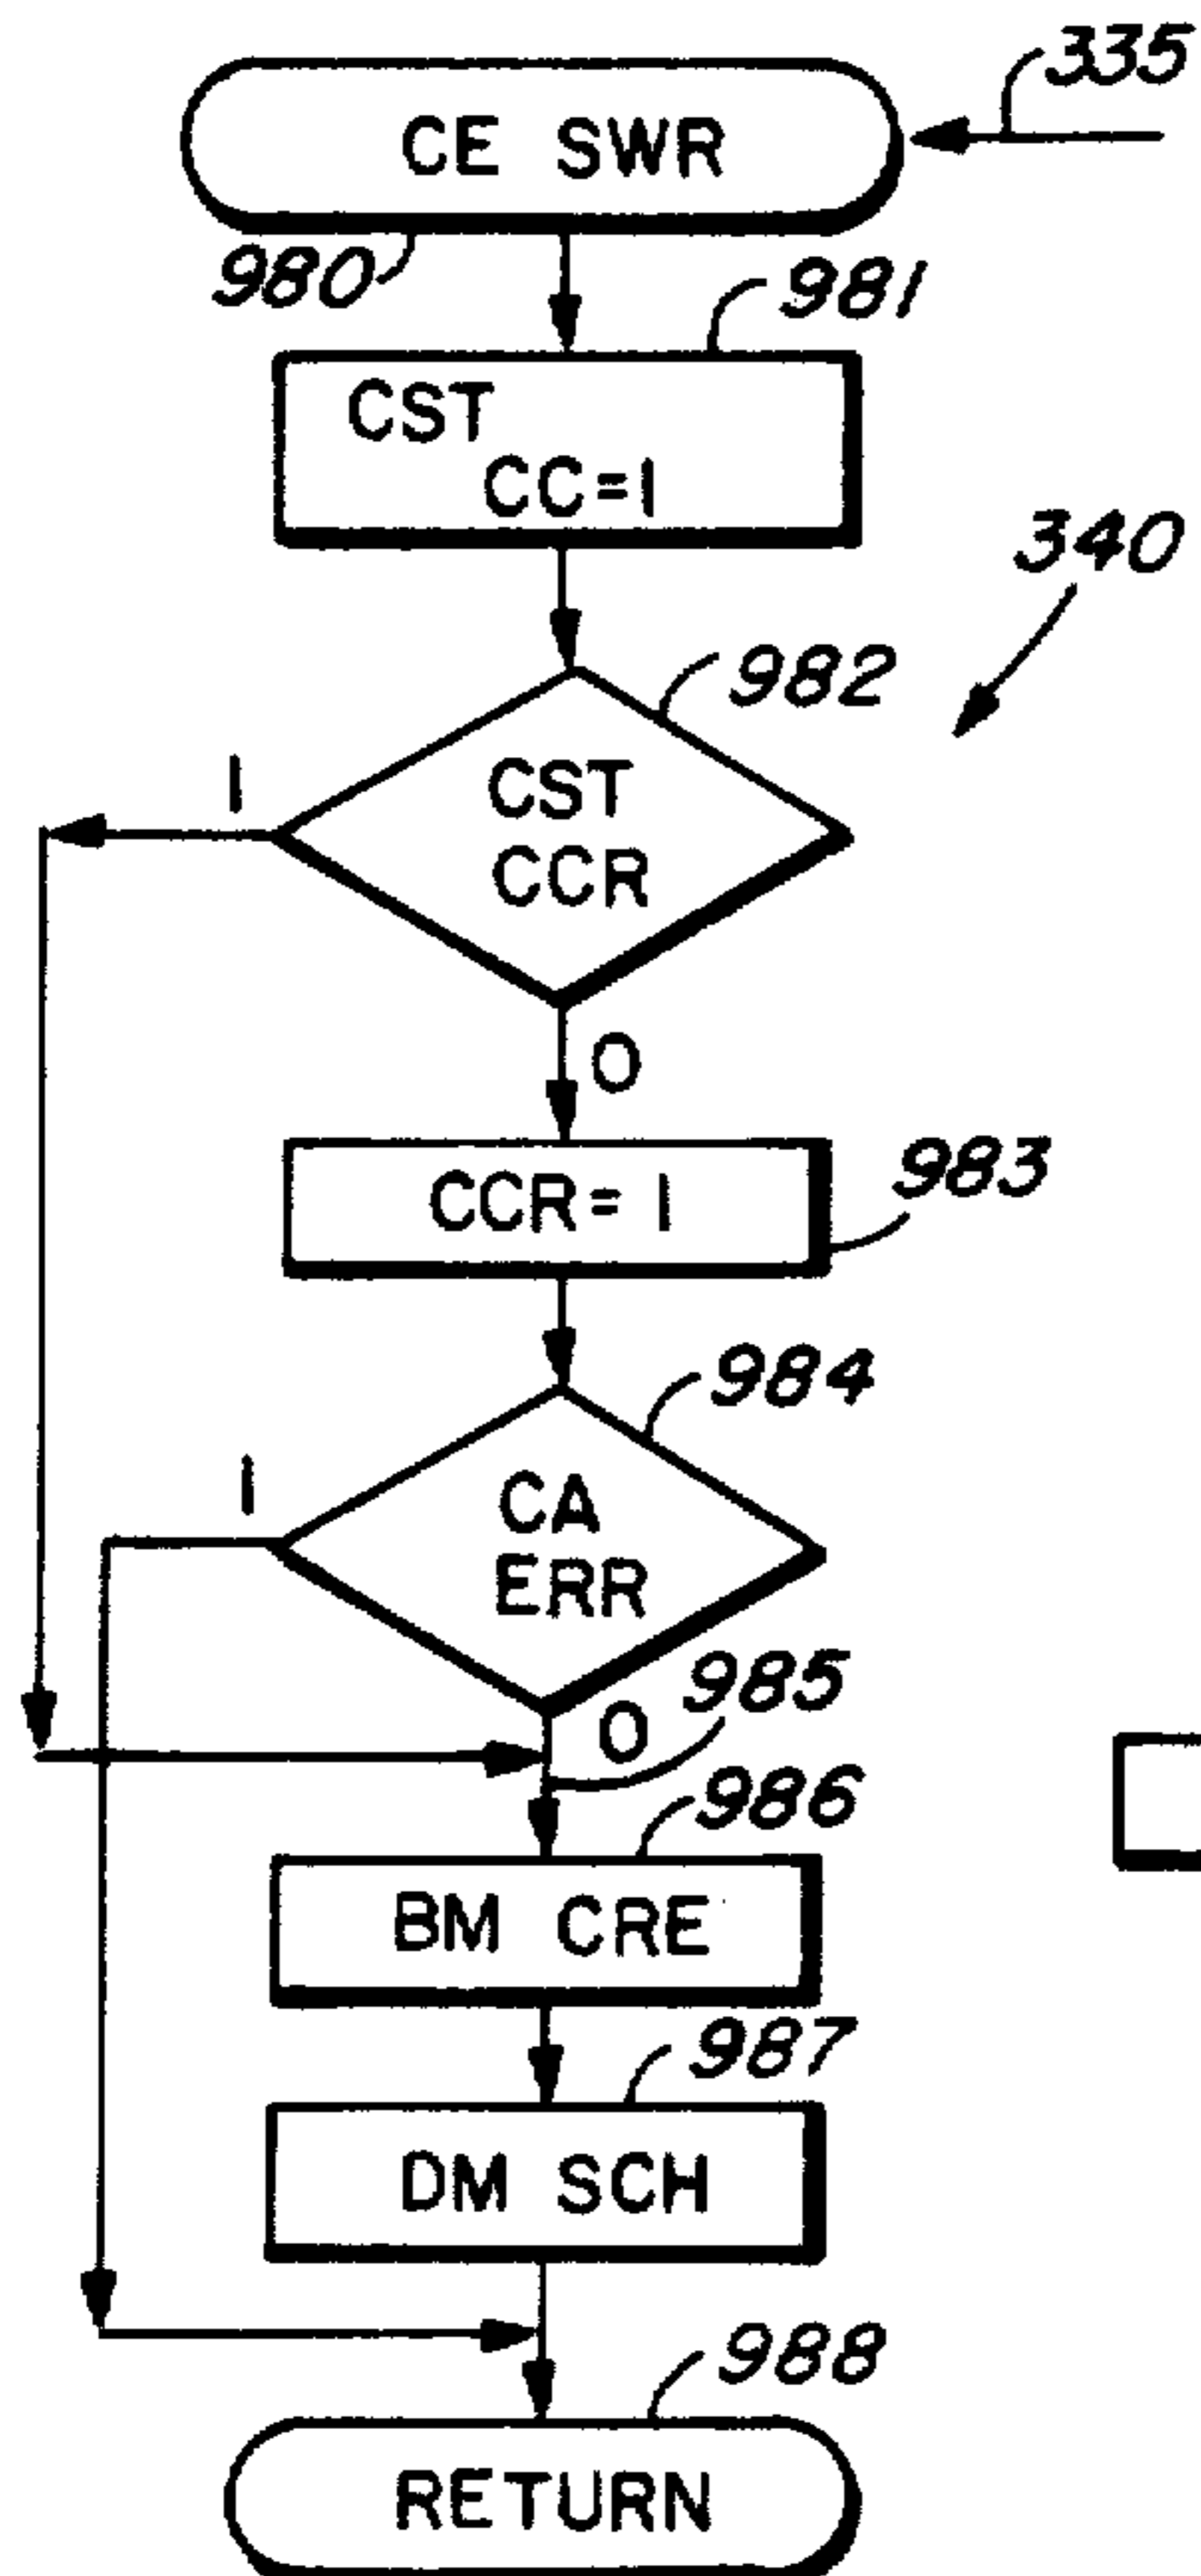 335
CE SWR
980
981
CST
CC=1
340
982
1
CST
CCR
0
CCR=1
983
984
1
CA
ERR
985
0
986
BM CRE
987
DM SCH
988
RETURN